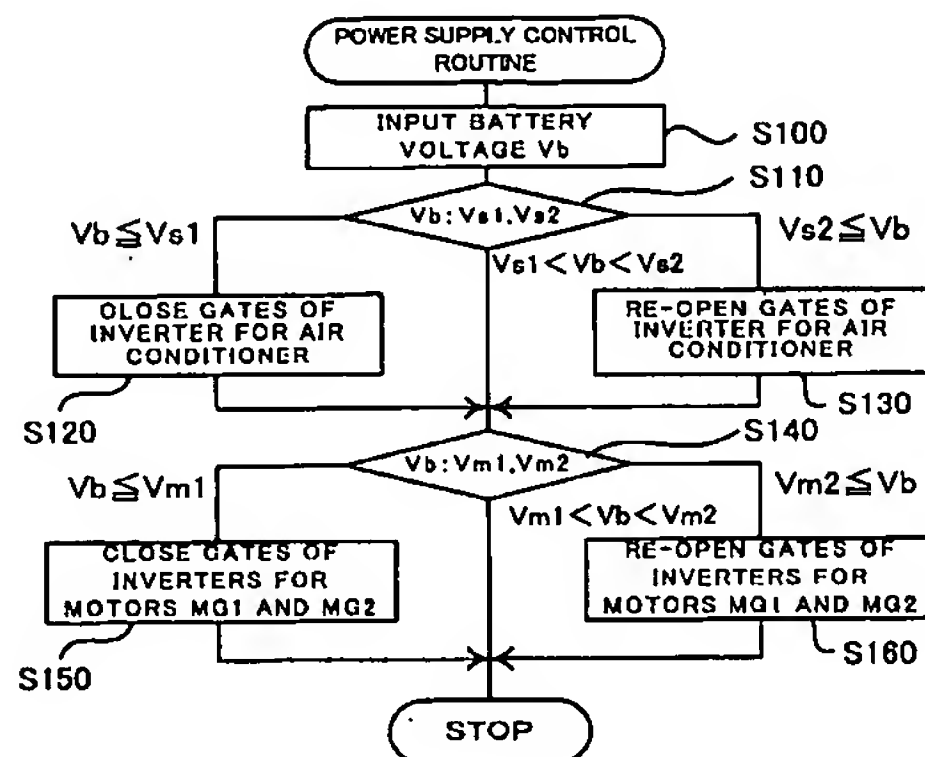 POWER SUPPLY CONTROL
ROUTINE
INPUT BATTERY
VOLTAGE Vb
S100
S110
Vb:Vs1,Vs2
Vb≦Vs1
Vs2≦Vb
Vs1<Vb<Vs2
CLOSE GATES OF
INVERTER FOR AIR
CONDITIONER
RE-OPEN GATES OF
INVERTER FOR AIR
CONDITIONER
S120
S130
S140
Vb:Vm1,Vm2
Vb≦Vm1
Vm2≦Vb
Vm1<Vb<Vm2
CLOSE GATES OF
INVERTERS FOR
MOTORS MG1 AND MG2
RE-OPEN GATES OF
INVERTERS FOR
MOTORS MG1 AND MG2
S150
S160
STOP